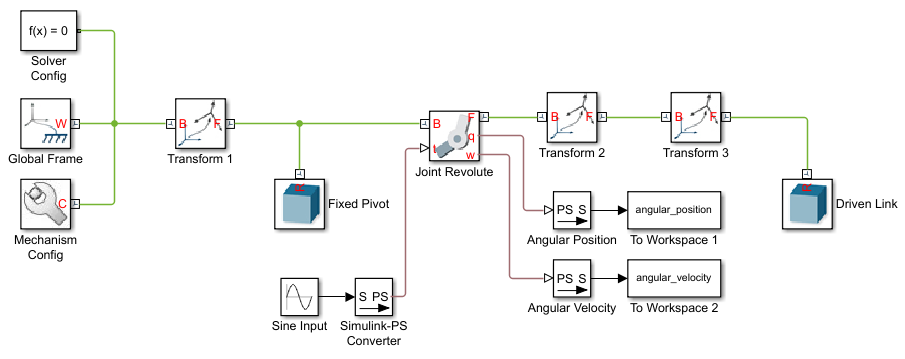 f(x) = 0
Solver
Config
W
Global Frame
C
Mechanism
Config
B
F
Transform 1
R
Fixed Pivot
B
F
q
t
w
Joint Revolute
B
F
Transform 2
B
F
Transform 3
R
Driven Link
PS S
Angular Position
angular_position
To Workspace 1
PS S
Angular Velocity
angular_velocity
To Workspace 2
Sine Input
S PS
Simulink-PS
Converter